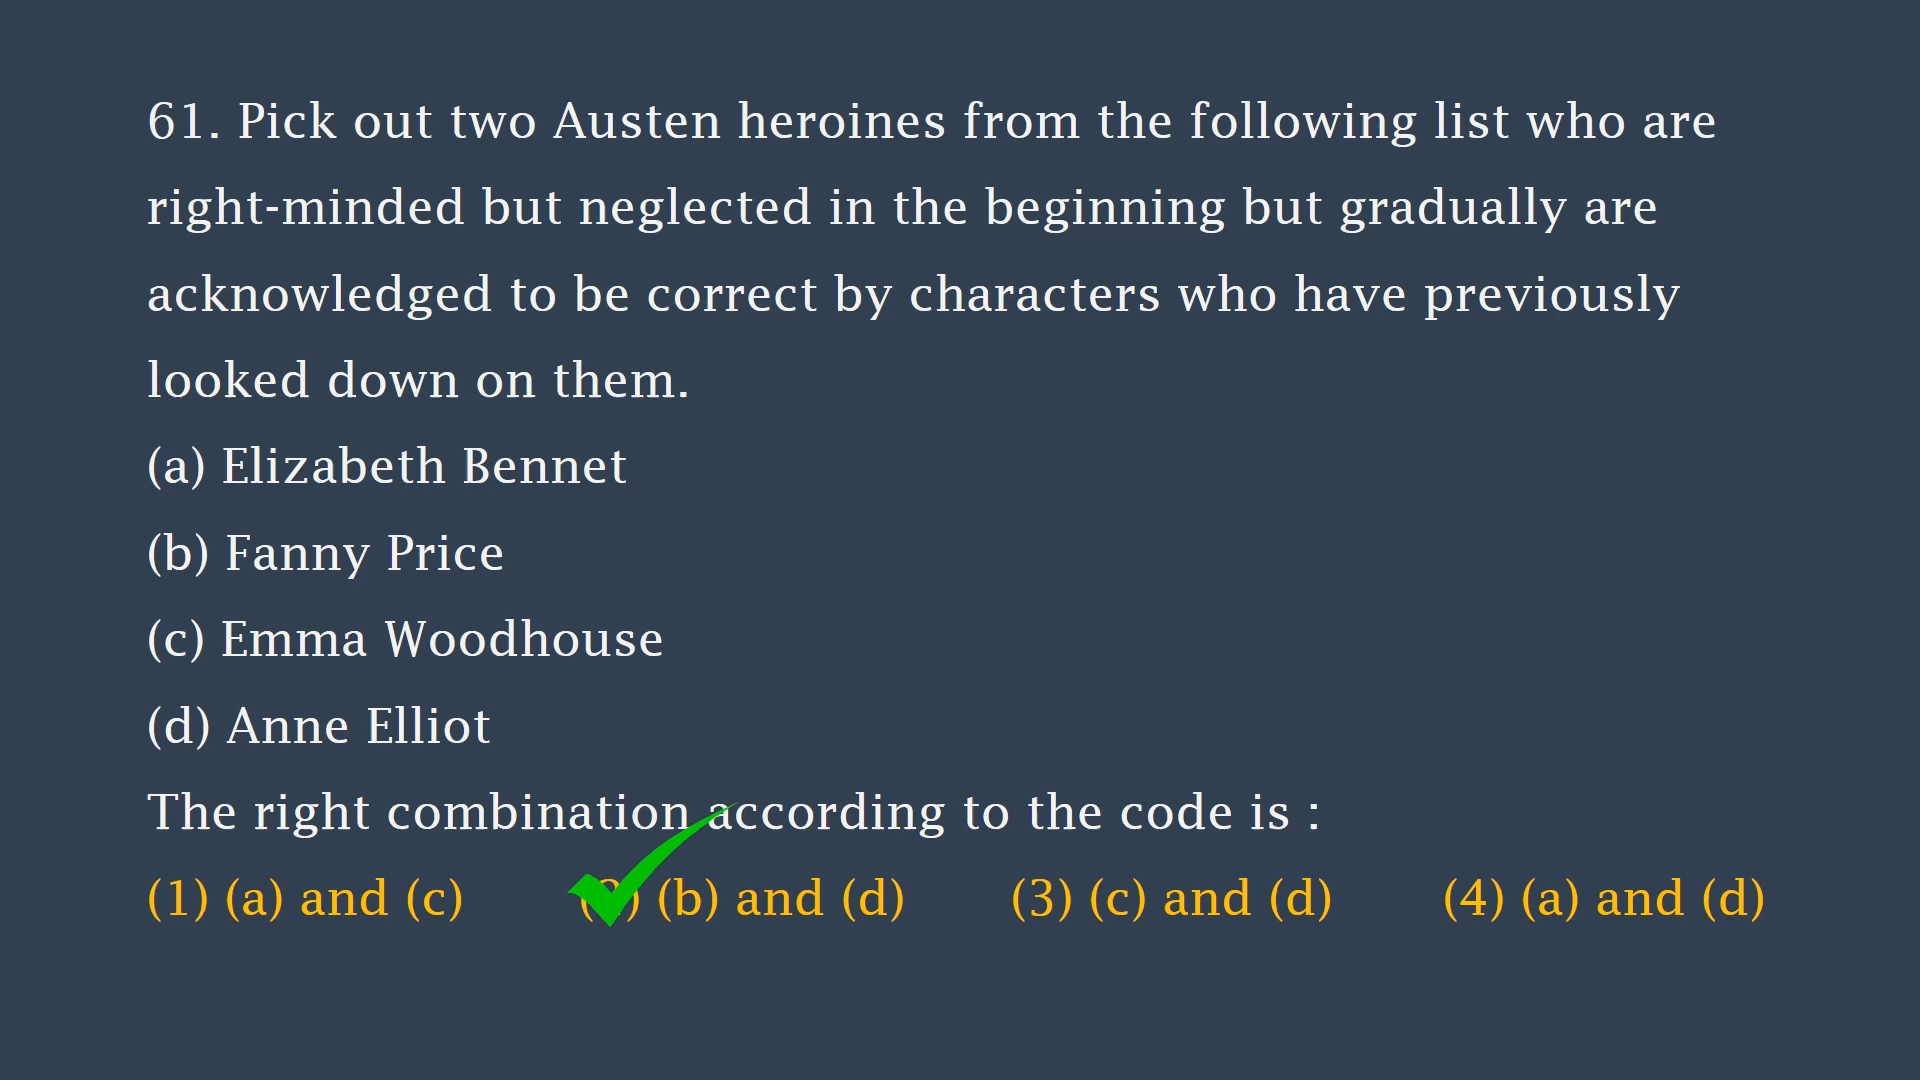 61. Pick out two Austen heroines from the following list who are
right-minded but neglected in the beginning but gradually are
acknowledged to be correct by characters who have previously
looked down on them.
(a) Elizabeth Bennet
(b) Fanny Price
(c) Emma Woodhouse
(d) Anne Elliot
The right combination according to the code is :
(1) (a) and (c) (2) (b) and (d) (3) (c) and (d) (4) (a) and (d)